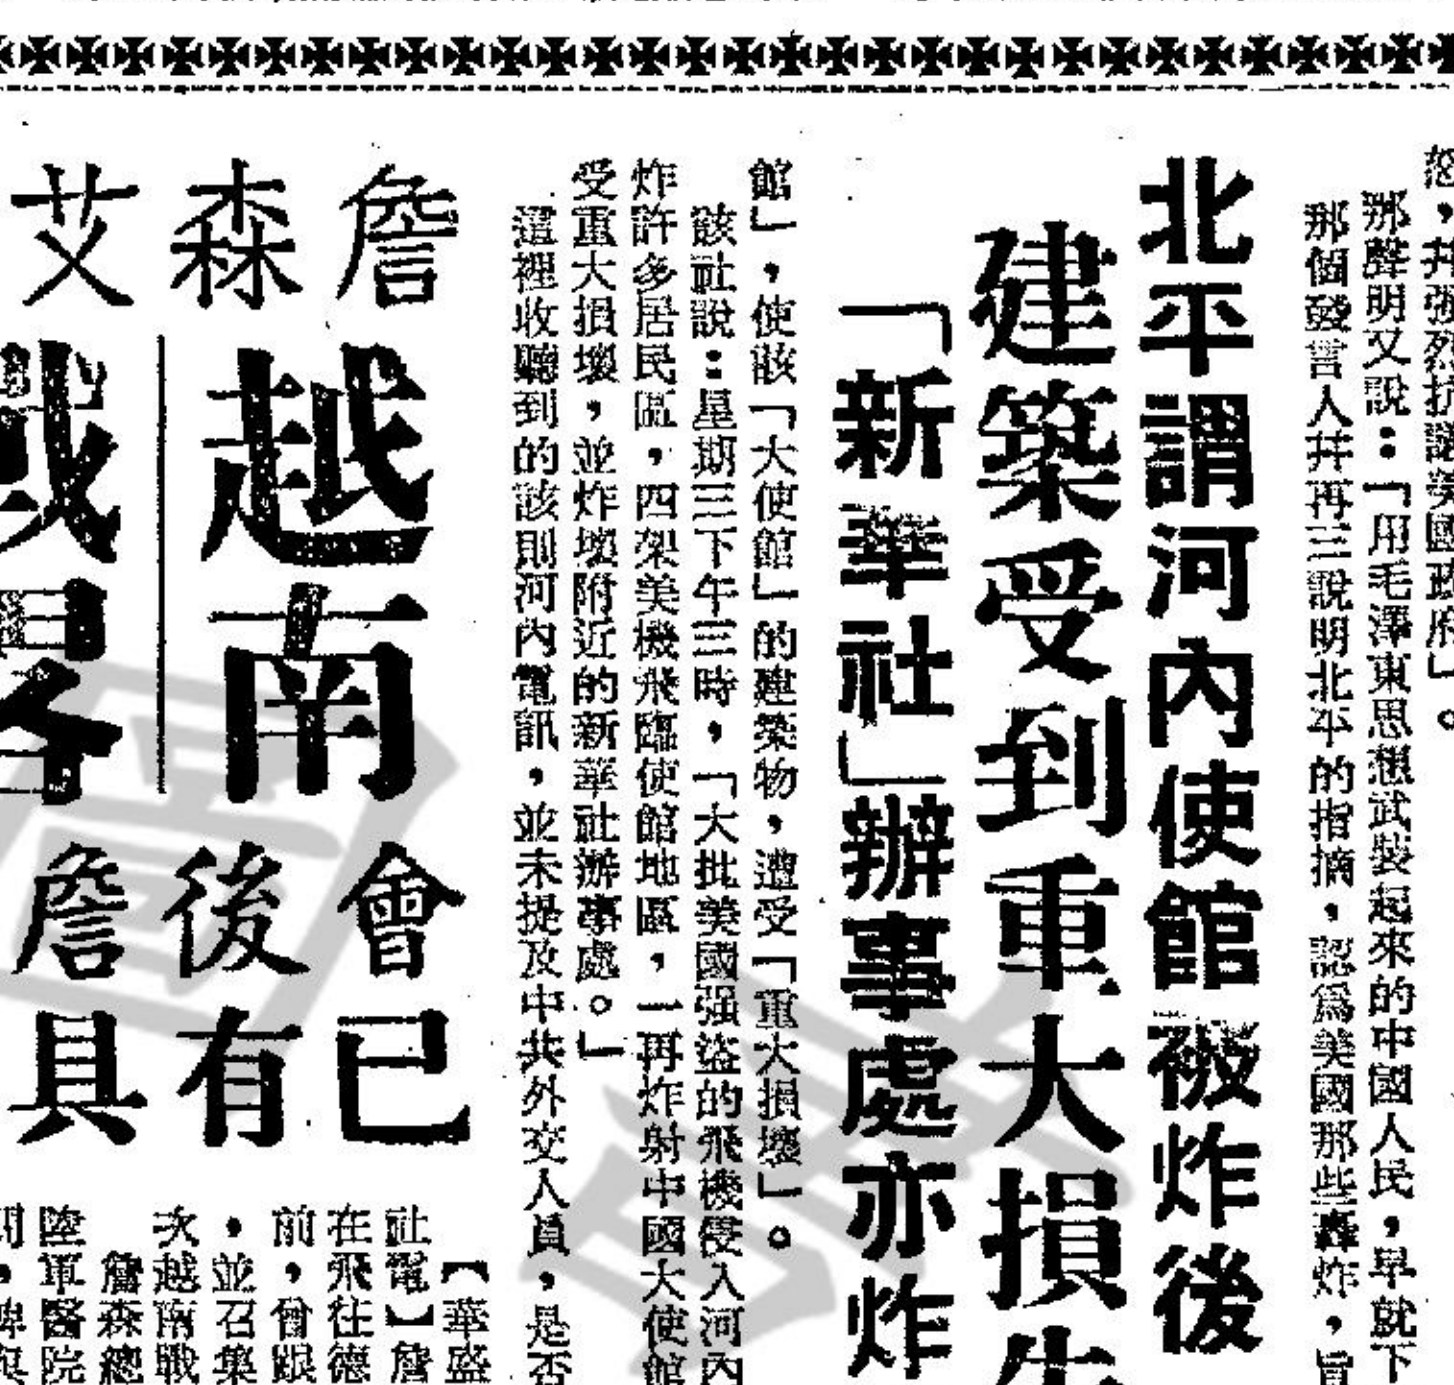 怒，并强烈抗議美國政府」。
那聲明又說：「用毛澤東思想武裝起來的中國人民，早就下
那個發言人并再三說明北平的指摘，認爲美國那些轟炸，旨
北平謂河內使館被炸後
建築受到重大損失
「新華社」辦事處亦炸
館」，使該「大使館」的建築物，遭受「重大損壞」。
該社說：星期三下午三時，「大批美國强盜的飛機侵入河內
炸許多居民區，四架美機飛臨使館地區，一再炸射中國大使館
受重大損壞，並炸壞附近的新華社辦事處。」
這裡收聽到的該則河內電訊，並未提及中共外交人員，是否
詹
森
艾
越南
戰略
會已
後有
詹具
【華盛
社電】詹
在飛往德
前，曾跟
，並召集
次越南戰
詹森總
陸軍醫院